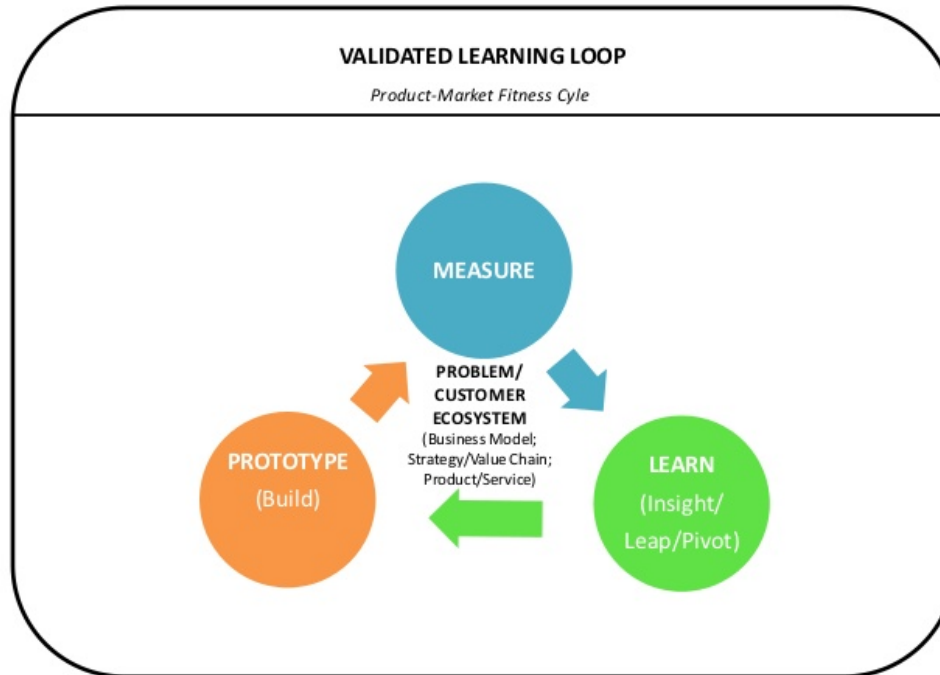 VALIDATED LEARNING LOOP
Product-Market Fitness Cyle
MEASURE
PROBLEM/
CUSTOMER
ECOSYSTEM
(Business Model;
Strategy/Value Chain;
Product/Service)
PROTOTYPE
(Build)
LEARN
(Insight/
Leap/Pivot)